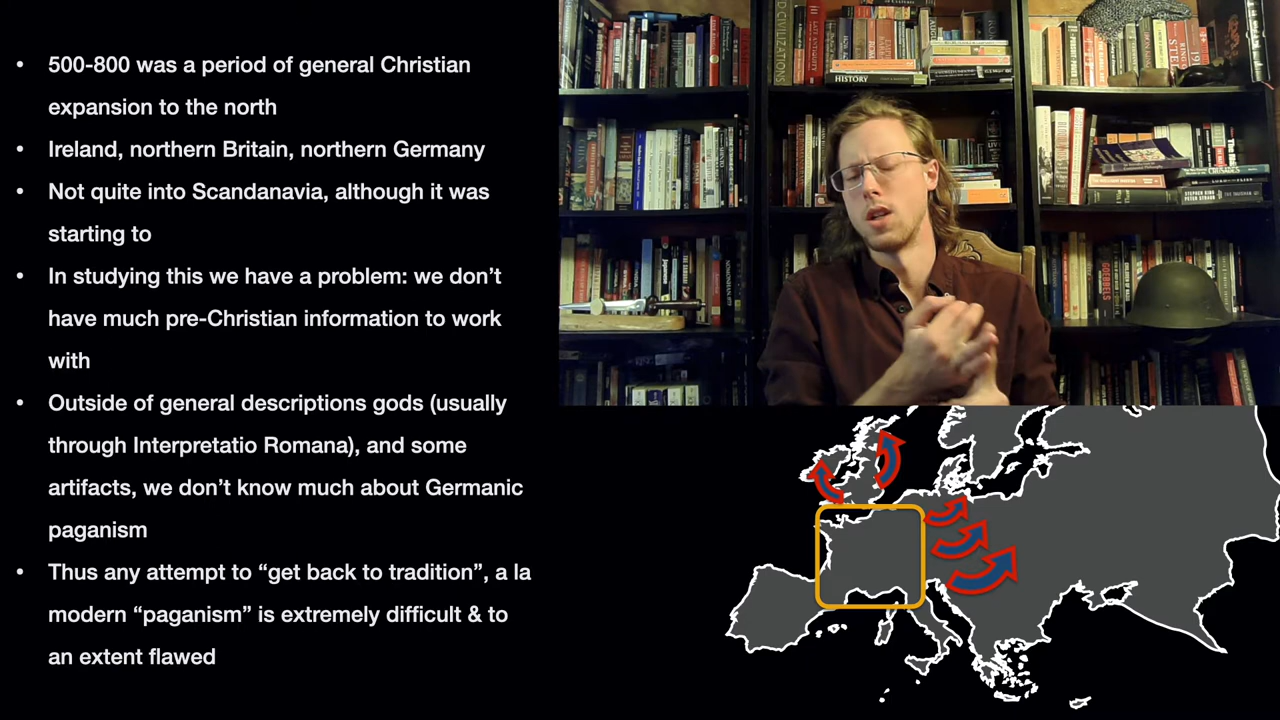 • 500-800 was a period of general Christian
expansion to the north
• Ireland, northern Britain, northern Germany
• Not quite into Scandanavia, although it was
starting to
• In studying this we have a problem: we don’t
have much pre-Christian information to work
with
• Outside of general descriptions gods (usually
through Interpretatio Romana), and some
artifacts, we don’t know much about Germanic
paganism
• Thus any attempt to “get back to tradition”, a la
modern “paganism” is extremely difficult & to
an extent flawed
HISTORY